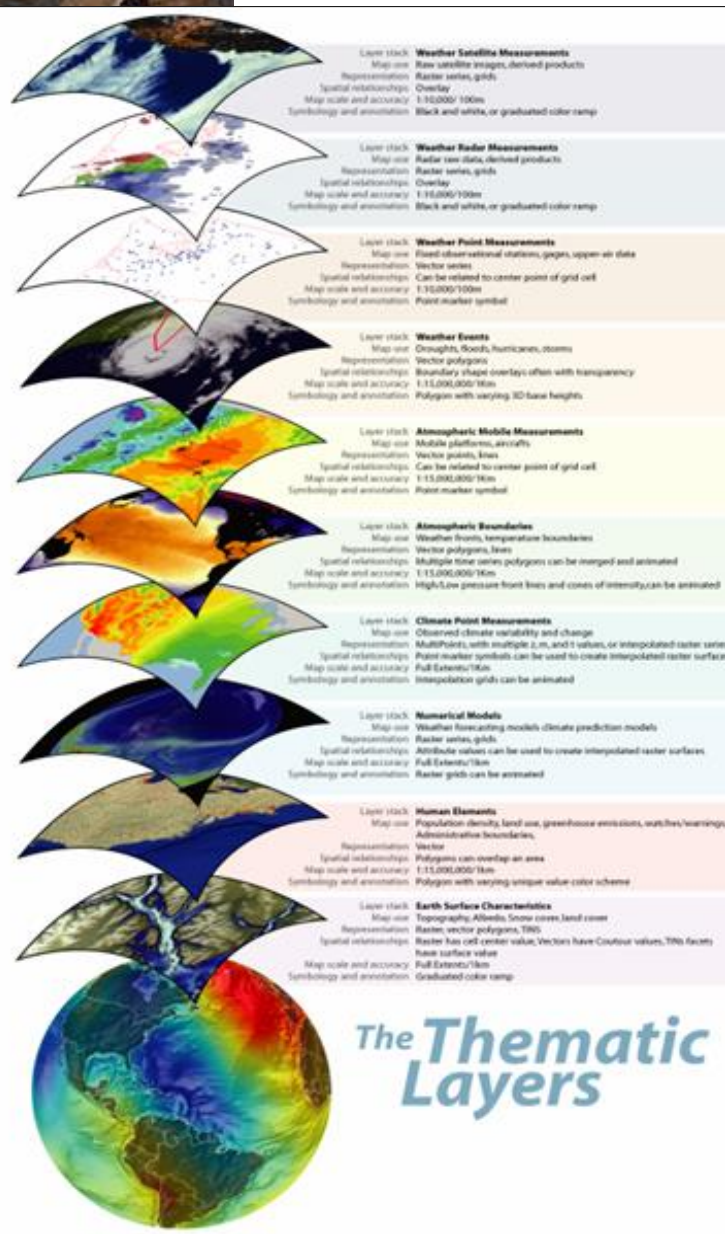 Layer stack Weather Satellite Measurements
Map use Raw satellite images, derived products
Representation Raster series, grids
Spatial relationships Overlay
Map scale and accuracy 1:10,000/ 100m
Symbology and annotation Black and white, or graduated color ramp
Layer stack Weather Radar Measurements
Map use Radar raw data, derived products
Representation Raster series, grids
Spatial relationships Overlay
Map scale and accuracy 1:10,000/100m
Symbology and annotation Black and white, or graduated color ramp
Layer stack Weather Point Measurements
Map use Fixed observational stations, gages, upper-air data
Representation Vector series
Spatial relationships Can be related to center point of grid cell
Map scale and accuracy 1:10,000/100m
Symbology and annotation Point marker symbol
Layer stack Weather Events
Map use Droughts, floods, hurricanes, storms
Representation Vector polygons
Spatial relationships Boundary shape overlays often with transparency
Map scale and accuracy 1:15,000,000/1Km
Symbology and annotation Polygon with varying 3D base heights
Layer stack Atmospheric Mobile Measurements
Map use Mobile platforms, aircrafts
Representation Vector points, lines
Spatial relationships Can be related to center point of grid cell
Map scale and accuracy 1:15,000,000/1Km
Symbology and annotation Point marker symbol
Layer stack Atmospheric Boundaries
Map use Weather fronts, temperature boundaries
Representation Vector polygons, lines
Spatial relationships Multiple time series polygons can be merged and animated
Map scale and accuracy 1:15,000,000/1Km
Symbology and annotation High/Low pressure front lines and cones of intensity,can be animated
Layer stack Climate Point Measurements
Map use Observed climate variability and change
Representation MultiPoints, with multiple z, m, and t values, or interpolated raster series
Spatial relationships Point marker symbols can be used to create interpolated raster surface
Map scale and accuracy Full Extents/1Km
Symbology and annotation Interpolation grids can be animated
Layer stack Numerical Models
Map use Weather forecasting models climate prediction models
Representation Raster series, grids
Spatial relationships Attribute values can be used to create interpolated raster surfaces
Map scale and accuracy Full Extents/1km
Symbology and annotation Raster grids can be animated
Layer stack Human Elements
Map use Population density, land use, greenhouse emissions, watches/warnings
Administrative boundaries,
Representation Vector
Spatial relationships Polygons can overlap an area
Map scale and accuracy 1:15,000,000/1km
Symbology and annotation Polygon with varying unique value color scheme
Layer stack Earth Surface Characteristics
Map use Topography, Albedo, Snow cover, land cover
Representation Raster, vector polygons, TINS
Spatial relationships Raster has cell center value, Vectors have Coutour values, TINs facets
have surface value
Map scale and accuracy Full Extents/1km
Symbology and annotation Graduated color ramp
The Thematic
Layers